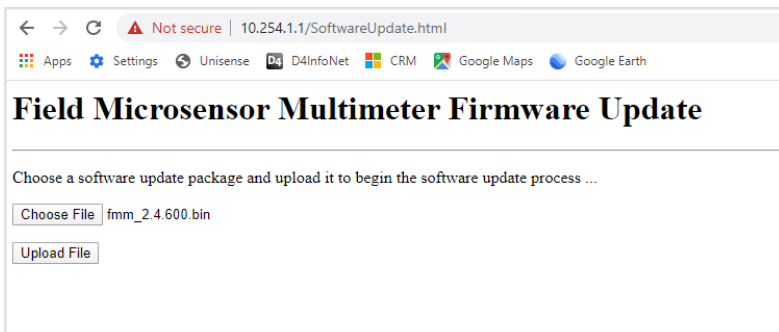 Not secure | 10.254.1.1/SoftwareUpdate.html
Apps Settings Unisense D4 D4InfoNet CRM Google Maps Google Earth
Field Microsensor Multimeter Firmware Update
Choose a software update package and upload it to begin the software update process ...
Choose File fmm_2.4.600.bin
Upload File